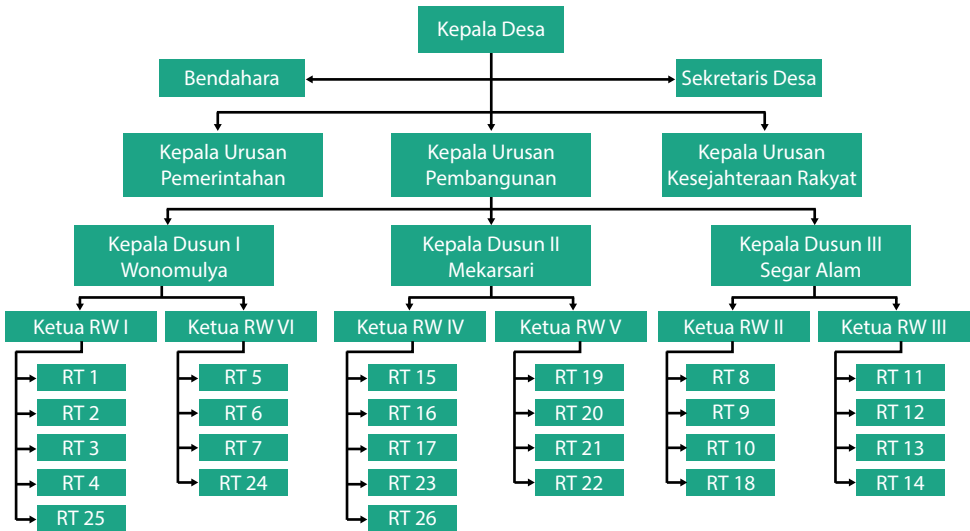 Kepala Desa
Bendahara
Sekretaris Desa
Kepala Urusan
Pemerintahan
Kepala Urusan
Pembangunan
Kepala Urusan
Kesejahteraan Rakyat
Kepala Dusun I
Wonomulya
Kepala Dusun II
Mekarsari
Kepala Dusun III
Segar Alam
Ketua RW I
Ketua RW VI
Ketua RW IV
Ketua RW V
Ketua RW II
Ketua RW III
RT 1
RT 2
RT 3
RT 4
RT 25
RT 5
RT 6
RT 7
RT 24
RT 15
RT 16
RT 17
RT 23
RT 26
RT 19
RT 20
RT 21
RT 22
RT 8
RT 9
RT 10
RT 18
RT 11
RT 12
RT 13
RT 14